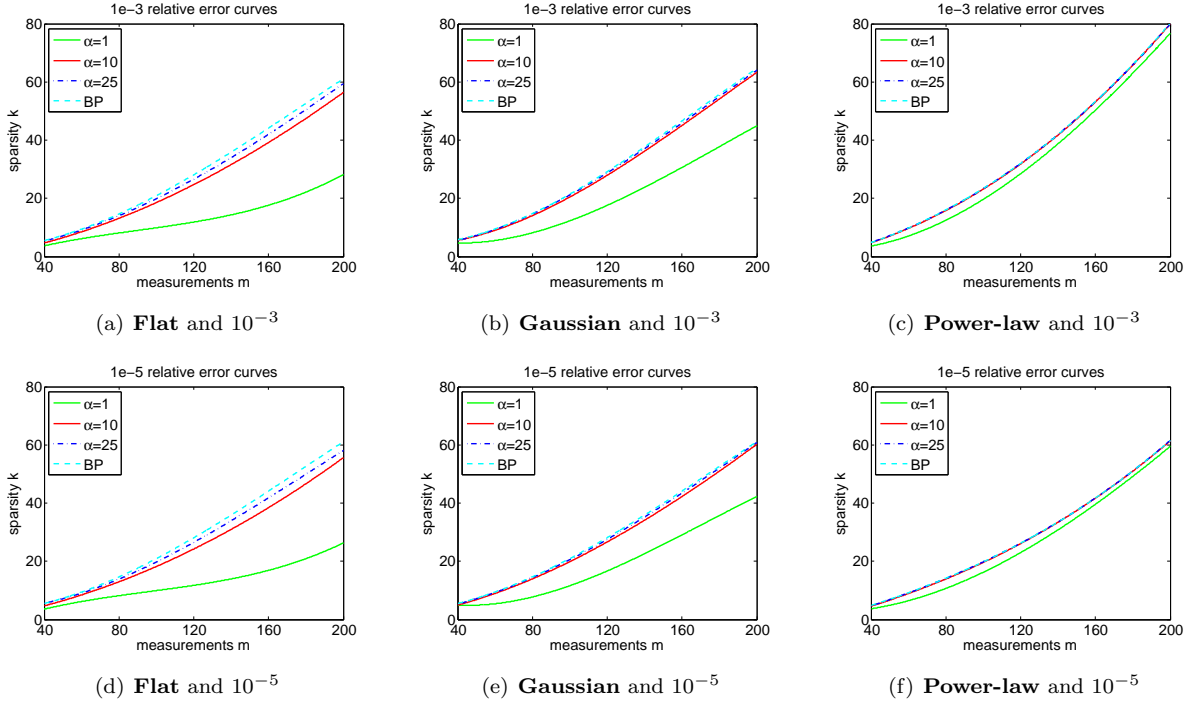 1e−3 relative error curves
80
60
40
20
0
40
80
120
160
200
sparsity k
measurements m
α=1
α=10
α=25
BP
(a) Flat and 10−3
1e−3 relative error curves
80
60
40
20
0
40
80
120
160
200
sparsity k
measurements m
α=1
α=10
α=25
BP
(b) Gaussian and 10−3
1e−3 relative error curves
80
60
40
20
0
40
80
120
160
200
sparsity k
measurements m
α=1
α=10
α=25
BP
(c) Power-law and 10−3
1e−5 relative error curves
80
60
40
20
0
40
80
120
160
200
sparsity k
measurements m
α=1
α=10
α=25
BP
(d) Flat and 10−5
1e−5 relative error curves
80
60
40
20
0
40
80
120
160
200
sparsity k
measurements m
α=1
α=10
α=25
BP
(e) Gaussian and 10−5
1e−5 relative error curves
80
60
40
20
0
40
80
120
160
200
sparsity k
measurements m
α=1
α=10
α=25
BP
(f) Power-law and 10−5